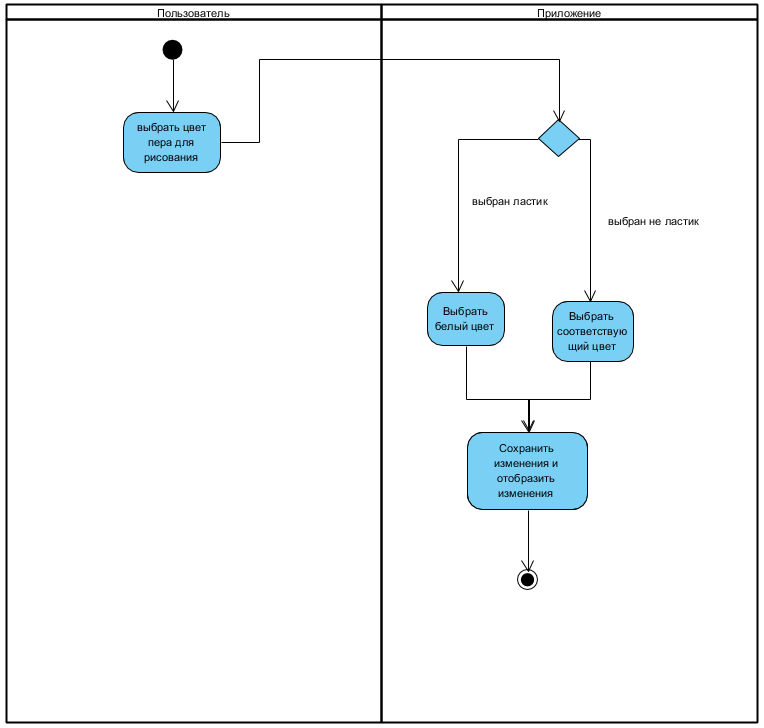 Пользователь
Приложение
выбрать цвет
пера для
рисования
выбран ластик
выбран не ластик
Выбрать
белый цвет
Выбрать
соответствую
щий цвет
Сохранить
изменения и
отобразить
изменения